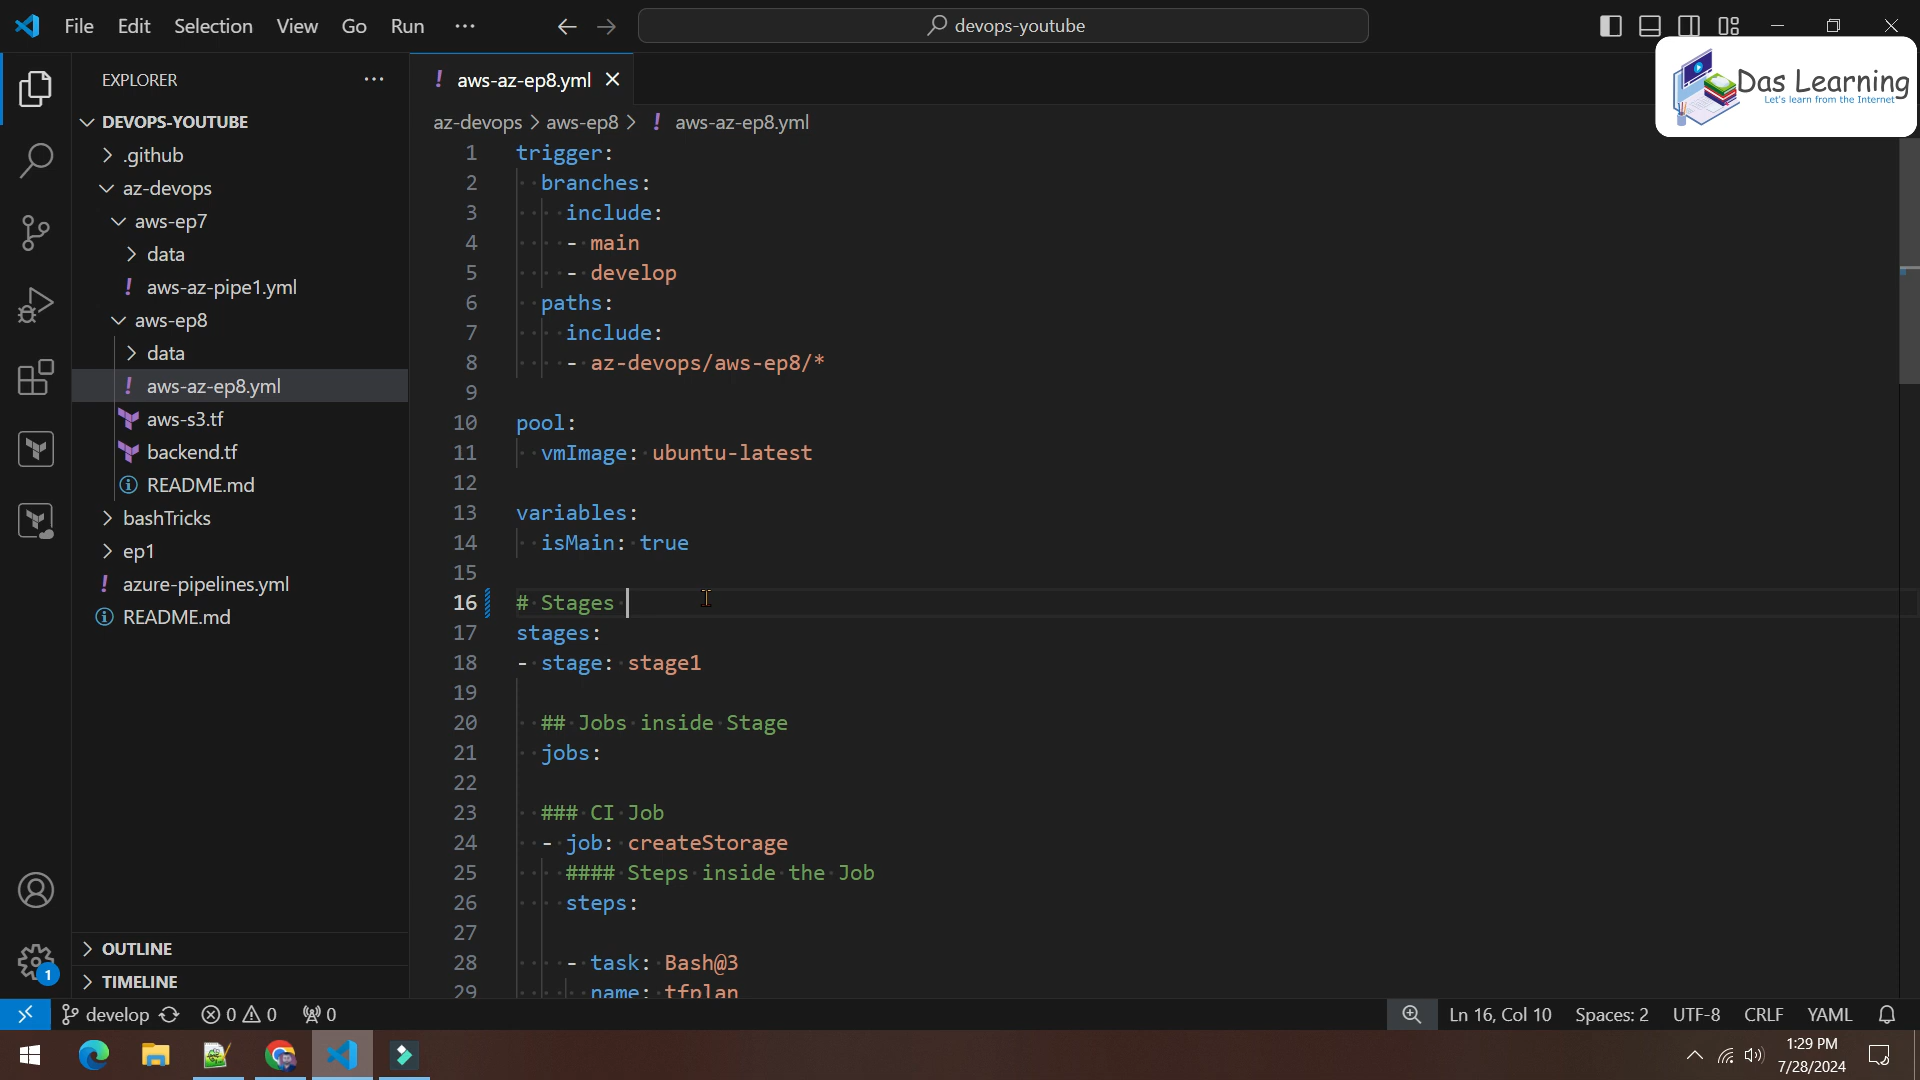 File Edit Selection View Go Run ··· devops-youtube
Das Learning
Let's learn from the Internet
EXPLORER ···
DEVOPS-YOUTUBE
.github
az-devops
aws-ep7
data
! aws-az-pipe1.yml
aws-ep8
data
! aws-az-ep8.yml
aws-s3.tf
backend.tf
README.md
bashTricks
ep1
! azure-pipelines.yml
README.md
OUTLINE
TIMELINE
! aws-az-ep8.yml
az-devops > aws-ep8 > ! aws-az-ep8.yml
1 trigger:
2 branches:
3 include:
4 - main
5 - develop
6 paths:
7 include:
8 - az-devops/aws-ep8/*
9
10 pool:
11 vmImage: ubuntu-latest
12
13 variables:
14 isMain: true
15
16 # Stages
17 stages:
18 - stage: stage1
19
20 ## Jobs inside Stage
21 jobs:
22
23 ### CI Job
24 - job: createStorage
25 #### Steps inside the Job
26 steps:
27
28 - task: Bash@3
29 name: tfplan
1
develop 0 0 0 Ln 16, Col 10 Spaces: 2 UTF-8 CRLF YAML
1:29 PM
7/28/2024